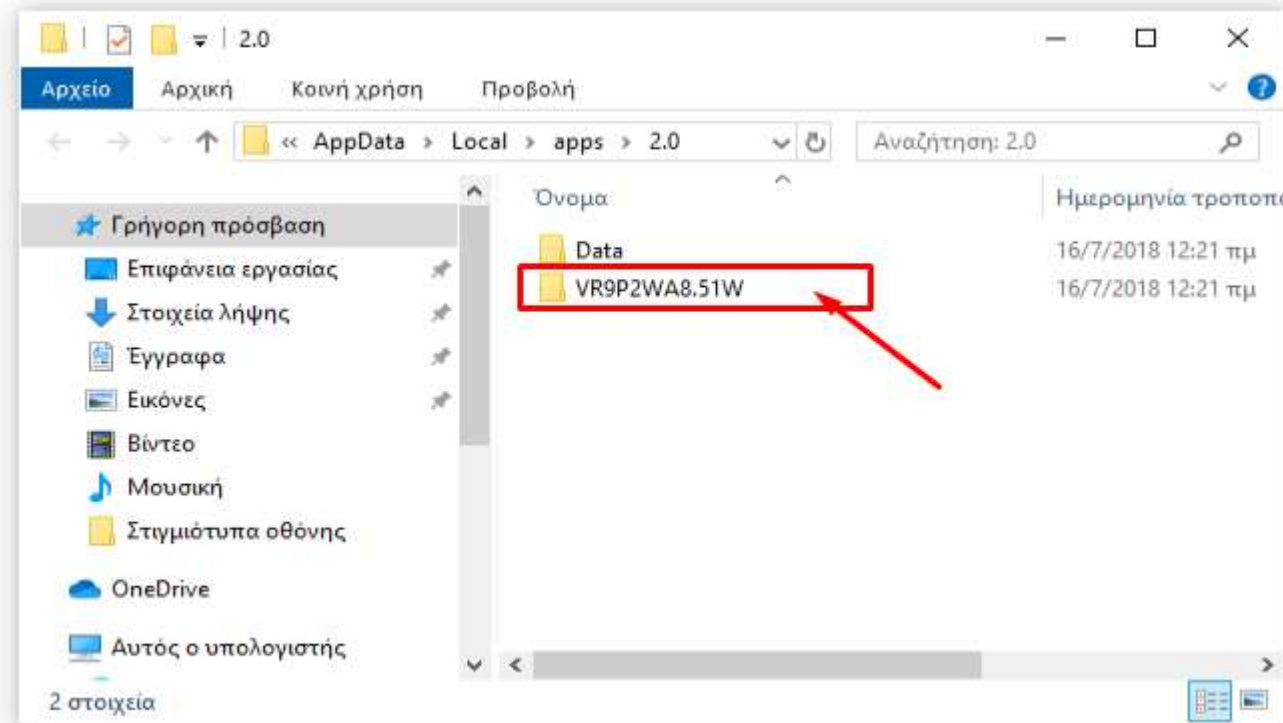 2.0
Αρχείο Αρχική Κοινή χρήση Προβολή
« AppData › Local › apps › 2.0 Αναζήτηση: 2.0
Όνομα Ημερομηνία τροποπο
Γρήγορη πρόσβαση
Επιφάνεια εργασίας
Στοιχεία λήψης
Έγγραφα
Εικόνες
Βίντεο
Μουσική
Στιγμιότυπα οθόνης
OneDrive
Αυτός ο υπολογιστής
Data 16/7/2018 12:21 πμ
VR9P2WA8.51W 16/7/2018 12:21 πμ
2 στοιχεία